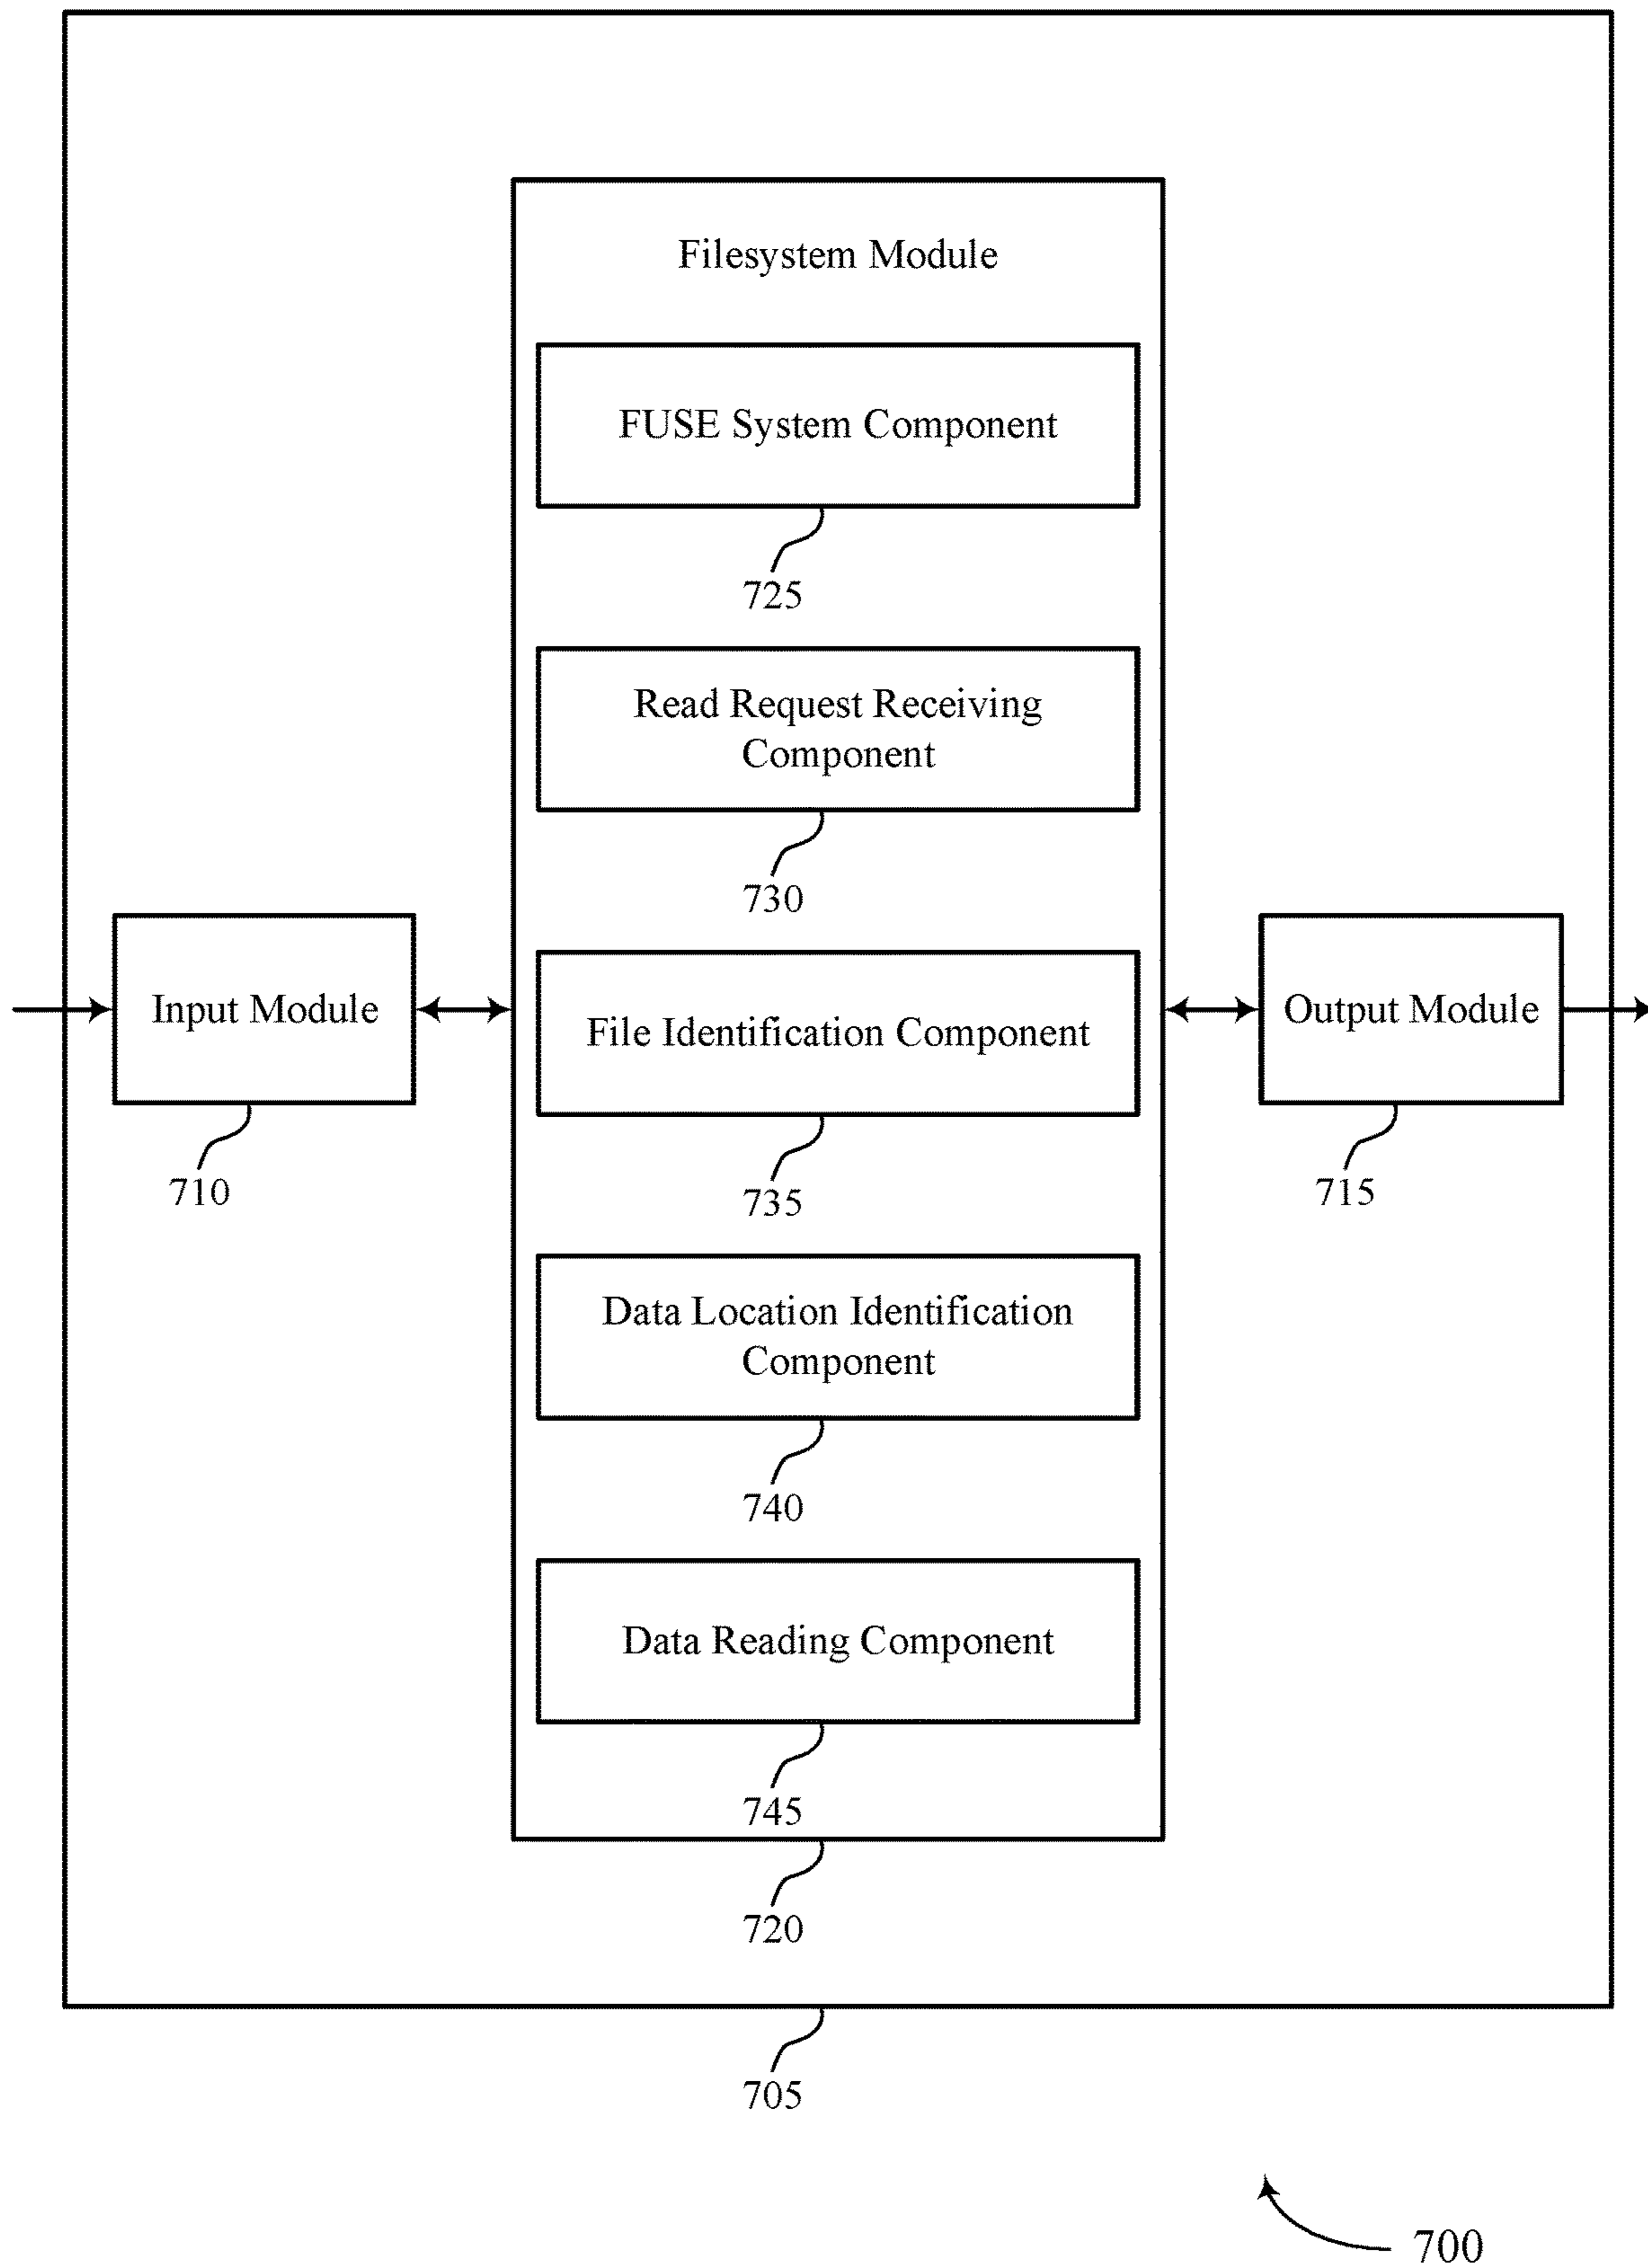 Filesystem Module
FUSE System Component
725
Read Request Receiving
Component
730
Input Module
710
File Identification Component
735
Output Module
715
Data Location Identification
Component
740
Data Reading Component
745
720
705
700